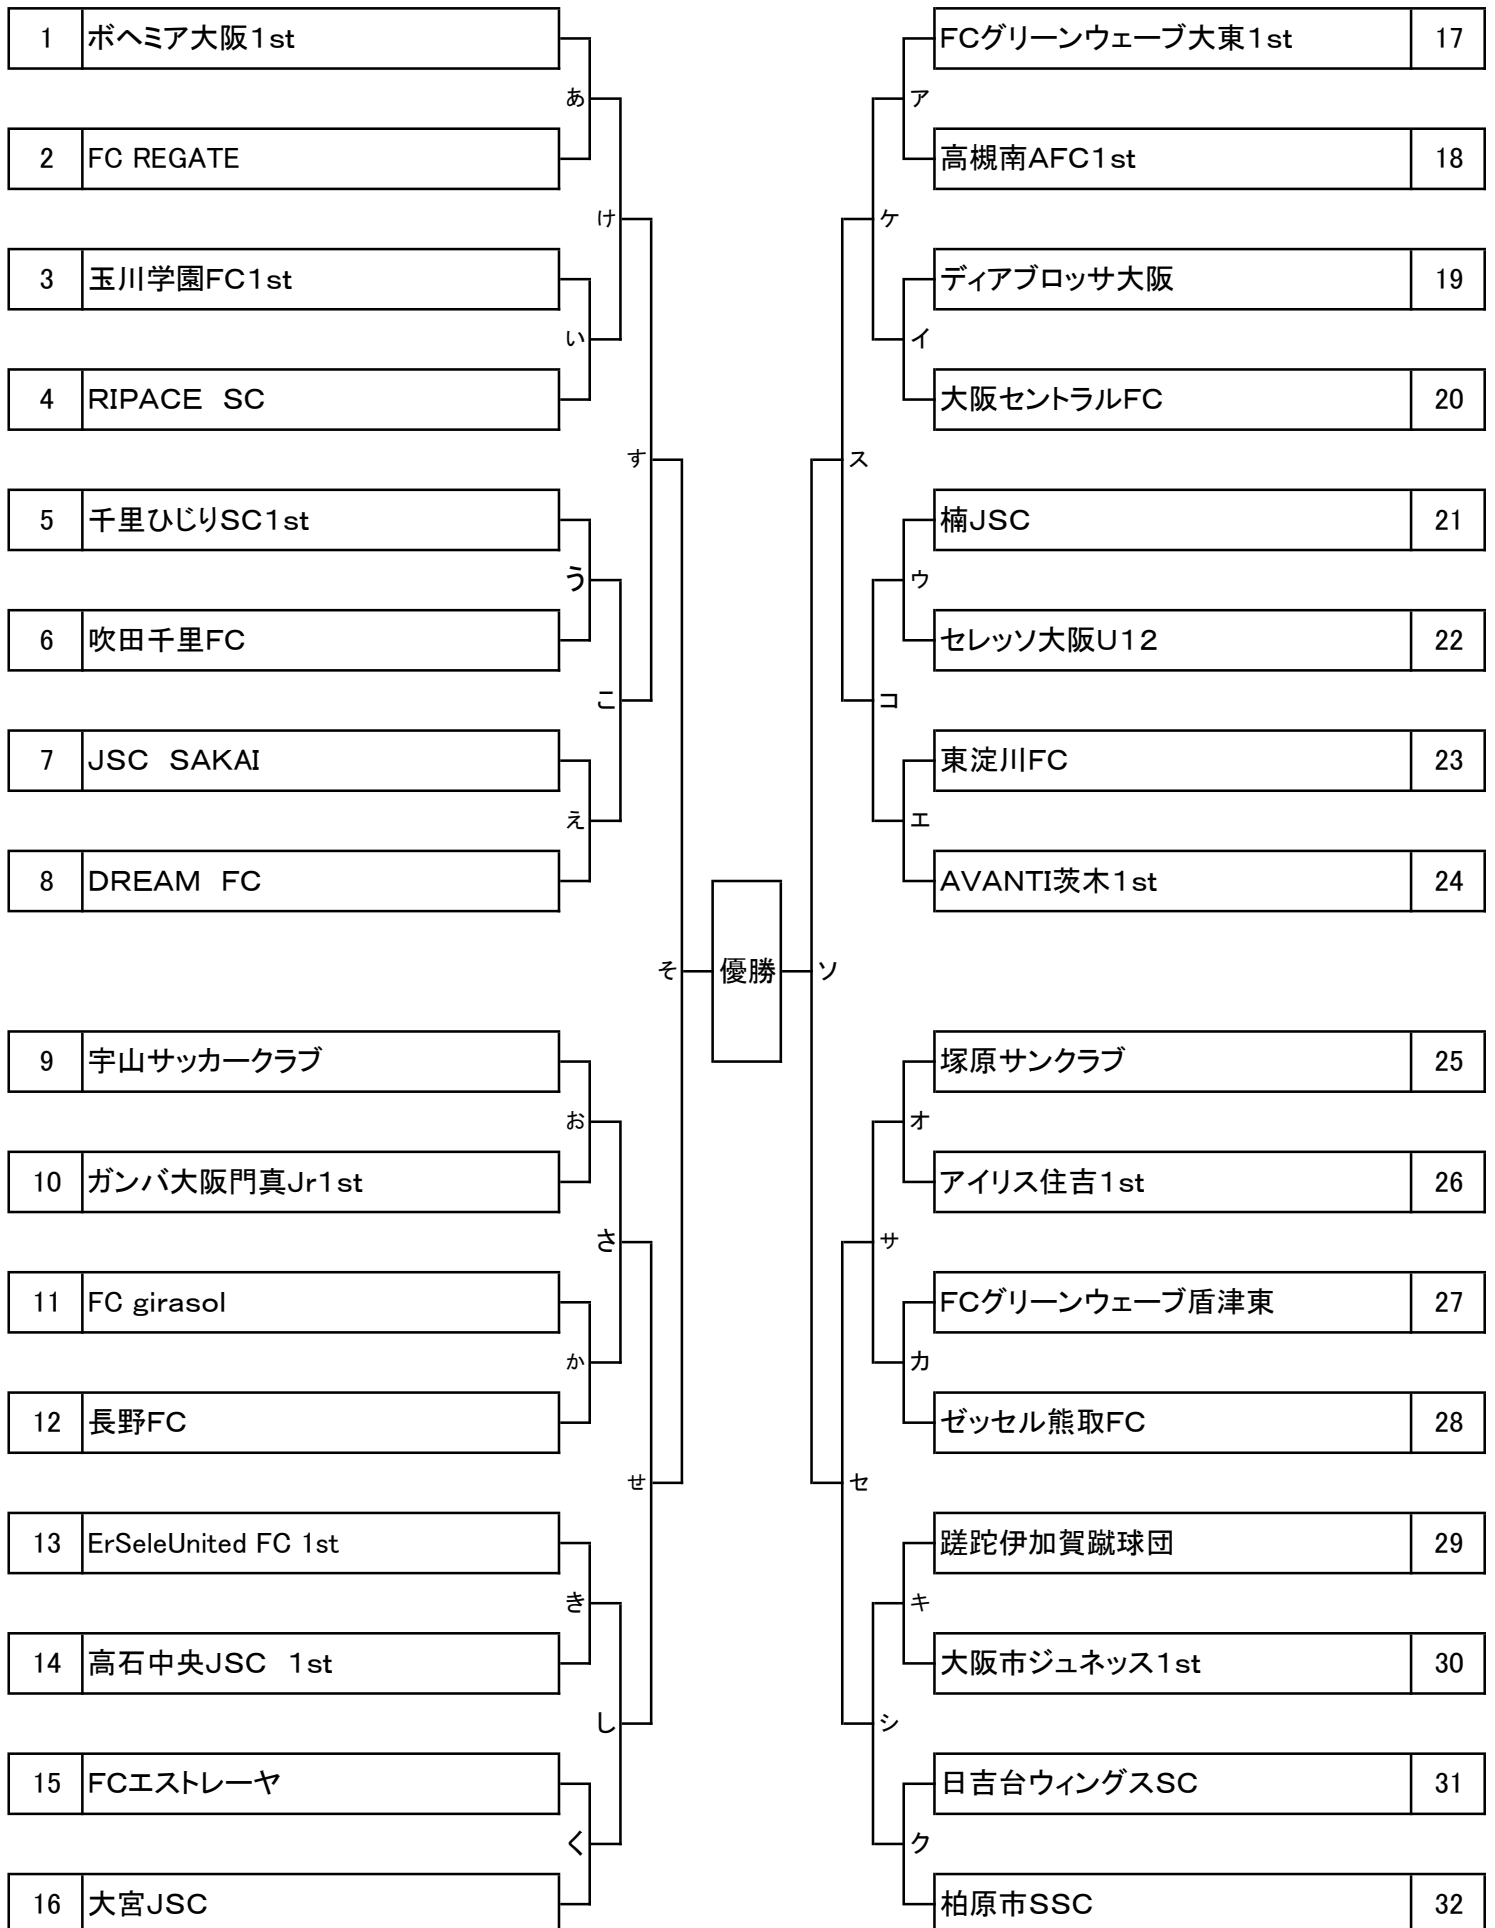 1 ボヘミア大阪1st
FCグリーンウェーブ大東1st 17
あ
ア
2 FC REGATE
高槻南AFC1st 18
け
ケ
3 玉川学園FC1st
ディアブロッサ大阪 19
い
イ
4 RIPACE　SC
大阪セントラルFC 20
す
ス
5 千里ひじりSC1st
楠JSC 21
う
ウ
6 吹田千里FC
セレッソ大阪U12 22
こ
コ
7 JSC　SAKAI
東淀川FC 23
え
エ
8 DREAM　FC
AVANTI茨木1st 24
そ
優勝
ソ
9 宇山サッカークラブ
塚原サンクラブ 25
お
オ
10 ガンバ大阪門真Jr1st
アイリス住吉1st 26
さ
サ
11 FC girasol
FCグリーンウェーブ盾津東 27
か
カ
12 長野FC
ゼッセル熊取FC 28
せ
セ
13 ErSeleUnited FC 1st
蹉跎伊加賀蹴球団 29
き
キ
14 高石中央JSC　1st
大阪市ジュネッス1st 30
し
シ
15 FCエストレーヤ
日吉台ウィングスSC 31
く
ク
16 大宮JSC
柏原市SSC 32